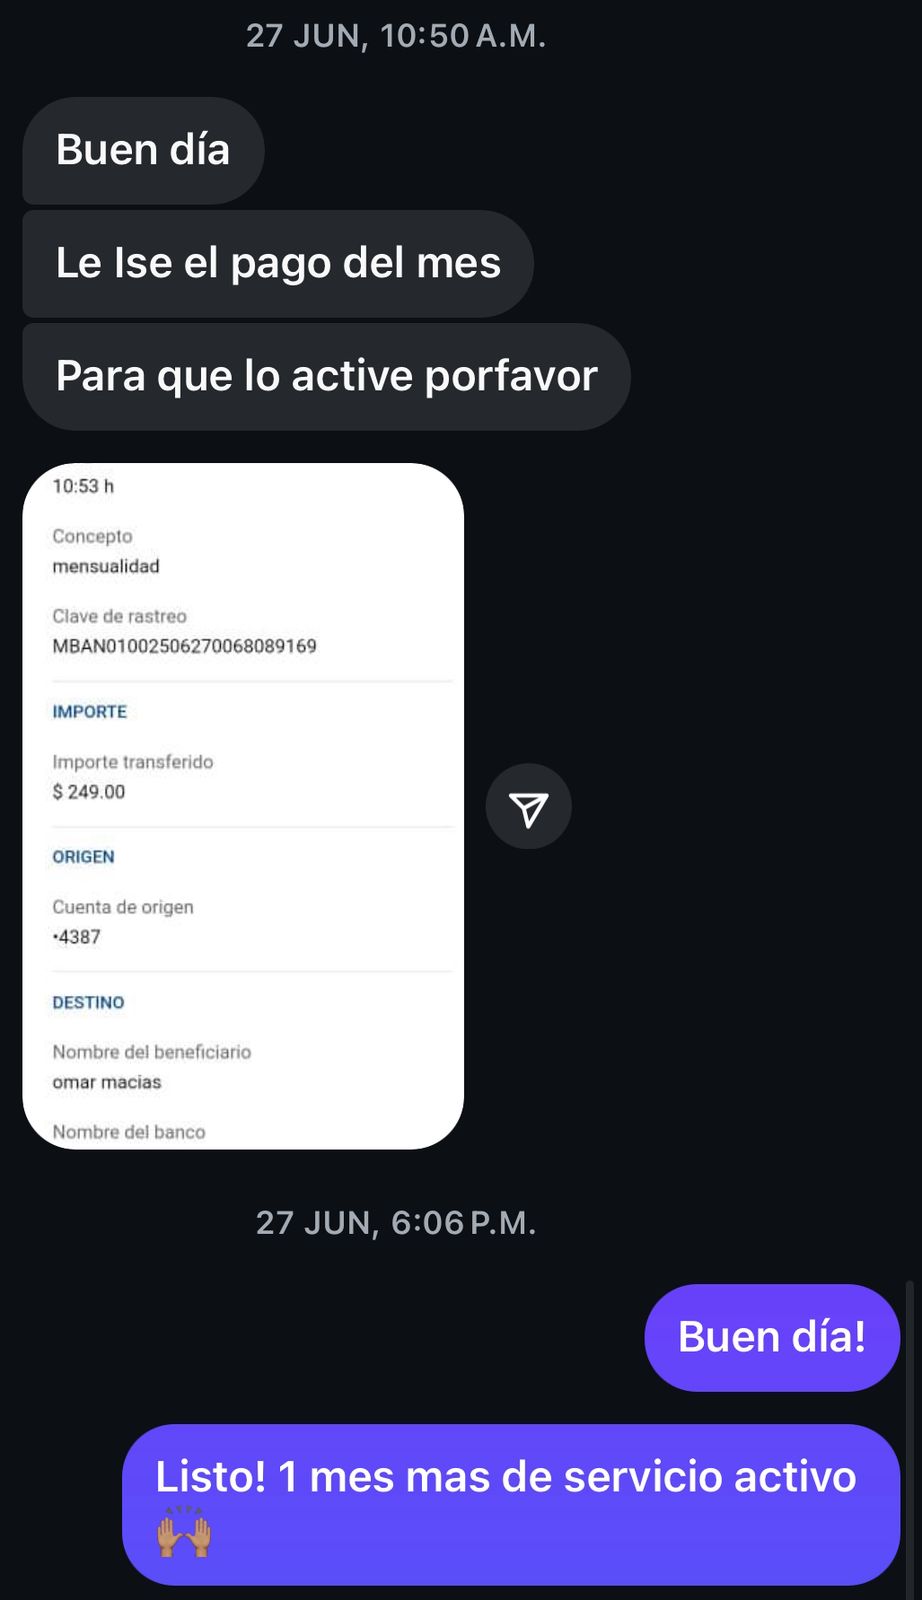 27 JUN, 10:50 A.M.
Buen día
Le Ise el pago del mes
Para que lo active porfavor
10:53 h
Concepto
mensualidad
Clave de rastreo
MBAN01002506270068089169
IMPORTE
Importe transferido
$ 249.00
ORIGEN
Cuenta de origen
•4387
DESTINO
Nombre del beneficiario
omar macias
Nombre del banco
27 JUN, 6:06 P.M.
Buen día!
Listo! 1 mes mas de servicio activo
🙌🏽